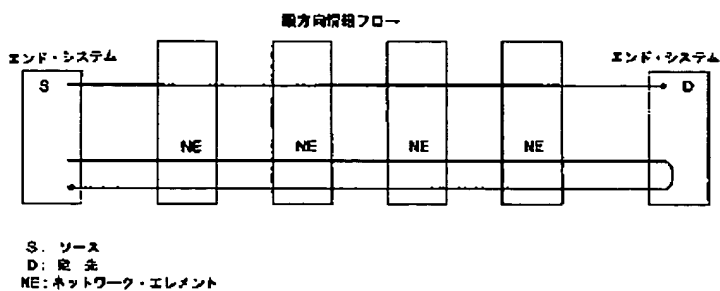 順方向情報フロー
エンド・システム
エンド・システム
S
D
NE
NE
NE
NE
S: ソース
D: 宛先
NE:ネットワーク・エレメント